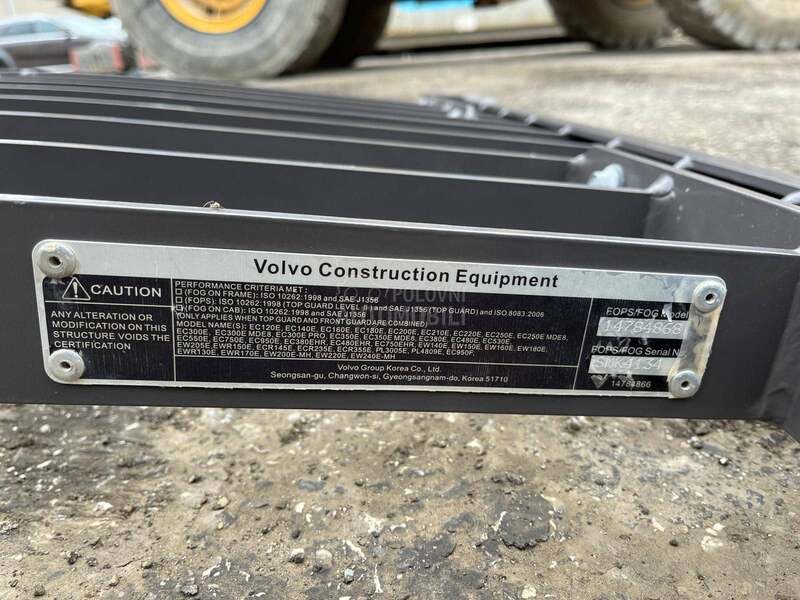 Volvo Construction Equipment
CAUTION
ANY ALTERATION OR
MODIFICATION ON THIS
STRUCTURE VOIDS THE
CERTIFICATION
PERFORMANCE CRITERIA MET :
(FOG ON FRAME): ISO 10262:1998 and SAE J1356
(FOPS): ISO 10262:1998 (TOP GUARD LEVEL II) and SAE J1356 (TOP GUARD) and ISO 8083:2006
(FOG ON CAB): ISO 10262:1998 and SAE J1356
(ONLY APPLIES WHEN TOP GUARD AND FRONT GUARD ARE COMBINED)
MODEL NAME(S): EC120E, EC140E, EC160E, EC180E, EC200E, EC210E, EC220E, EC250E, EC250E MDE8,
EC300E, EC300E MDE8, EC300E PRO, EC350E, EC350E MDE8, EC380E, EC480E, EC530E,
EC550E, EC750E, EC950E, EC380EHR, EC480EHR, EC750EHR, EW140E, EW150E, EW160E, EW180E,
EW205E, EWR150E, ECR145E, ECR235E, ECR355E, PL3005E, PL4809E, EC950F,
EWR130E, EWR170E, EW200E-MH, EW220E, EW240E-MH
Volvo Group Korea Co., Ltd.
Seongsan-gu, Changwon-si, Gyeongsangnam-do, Korea 51710
FOPS/FOG Model
14784868
FOPS/FOG Serial N
SKK4134
14784866
POLOVNI